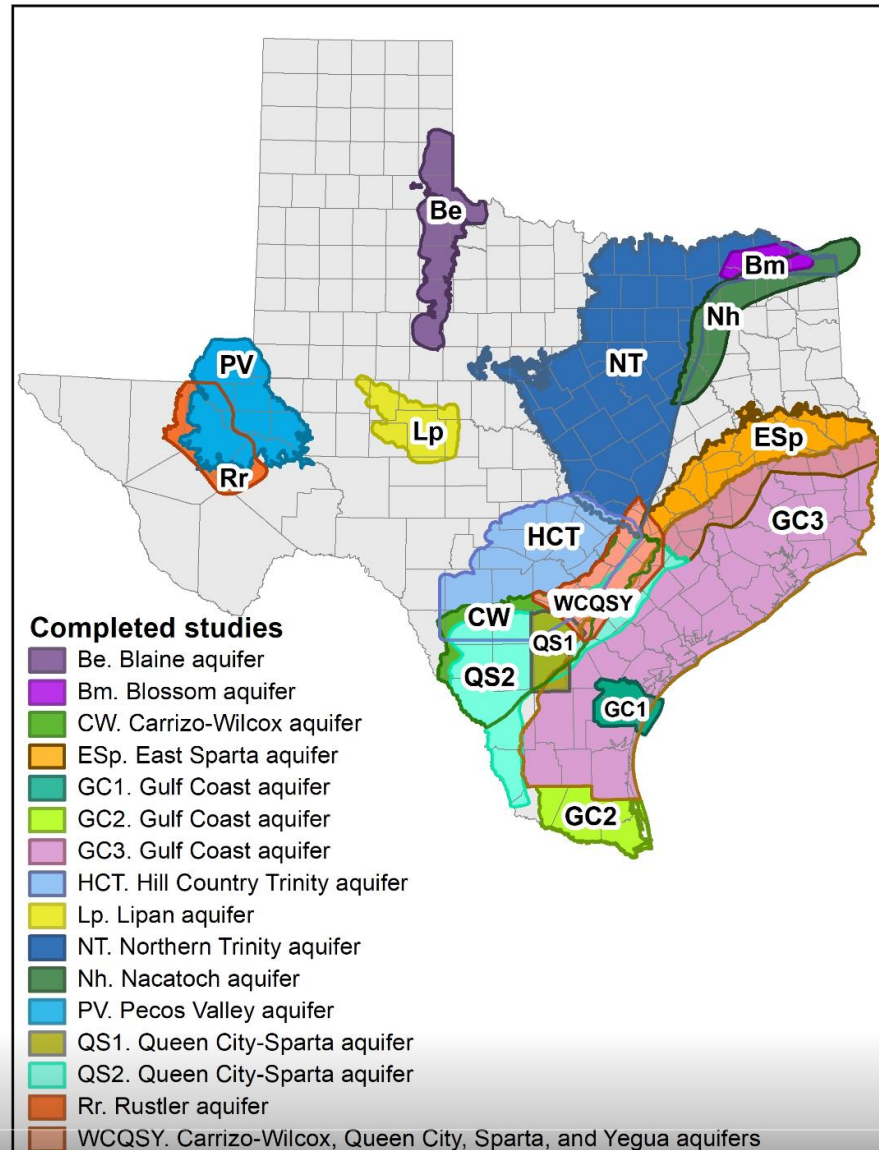 Be
Bm
Nh
PV
NT
Lp
ESp
Rr
GC3
HCT
WCQSY
CW
QS1
QS2
GC1
GC2
Completed studies
Be. Blaine aquifer
Bm. Blossom aquifer
CW. Carrizo-Wilcox aquifer
ESp. East Sparta aquifer
GC1. Gulf Coast aquifer
GC2. Gulf Coast aquifer
GC3. Gulf Coast aquifer
HCT. Hill Country Trinity aquifer
Lp. Lipan aquifer
NT. Northern Trinity aquifer
Nh. Nacatoch aquifer
PV. Pecos Valley aquifer
QS1. Queen City-Sparta aquifer
QS2. Queen City-Sparta aquifer
Rr. Rustler aquifer
WCQSY. Carrizo-Wilcox, Queen City, Sparta, and Yegua aquifers